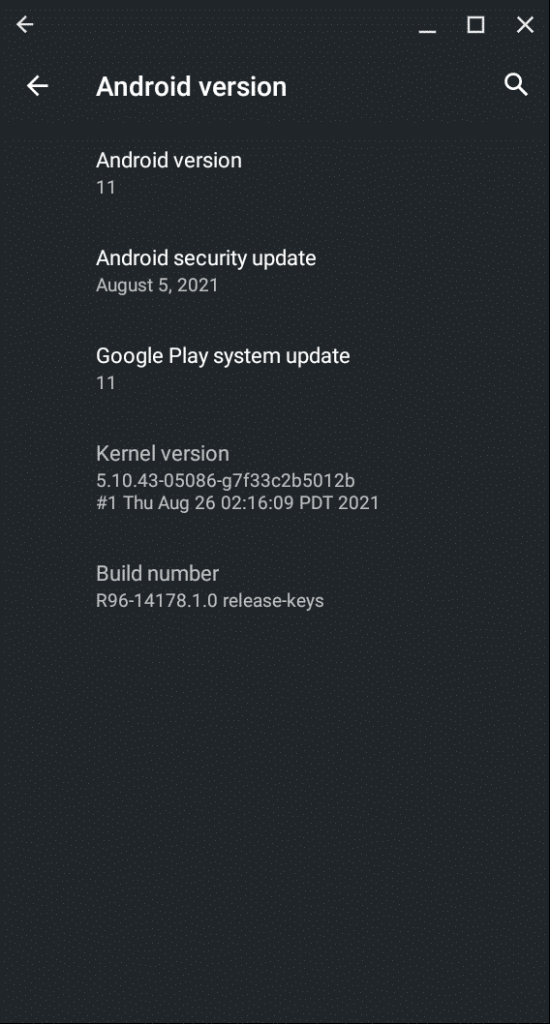 Android version
Android version
11
Android security update
August 5, 2021
Google Play system update
11
Kernel version
5.10.43-05086-g7f33c2b5012b
#1 Thu Aug 26 02:16:09 PDT 2021
Build number
R96-14178.1.0 release-keys